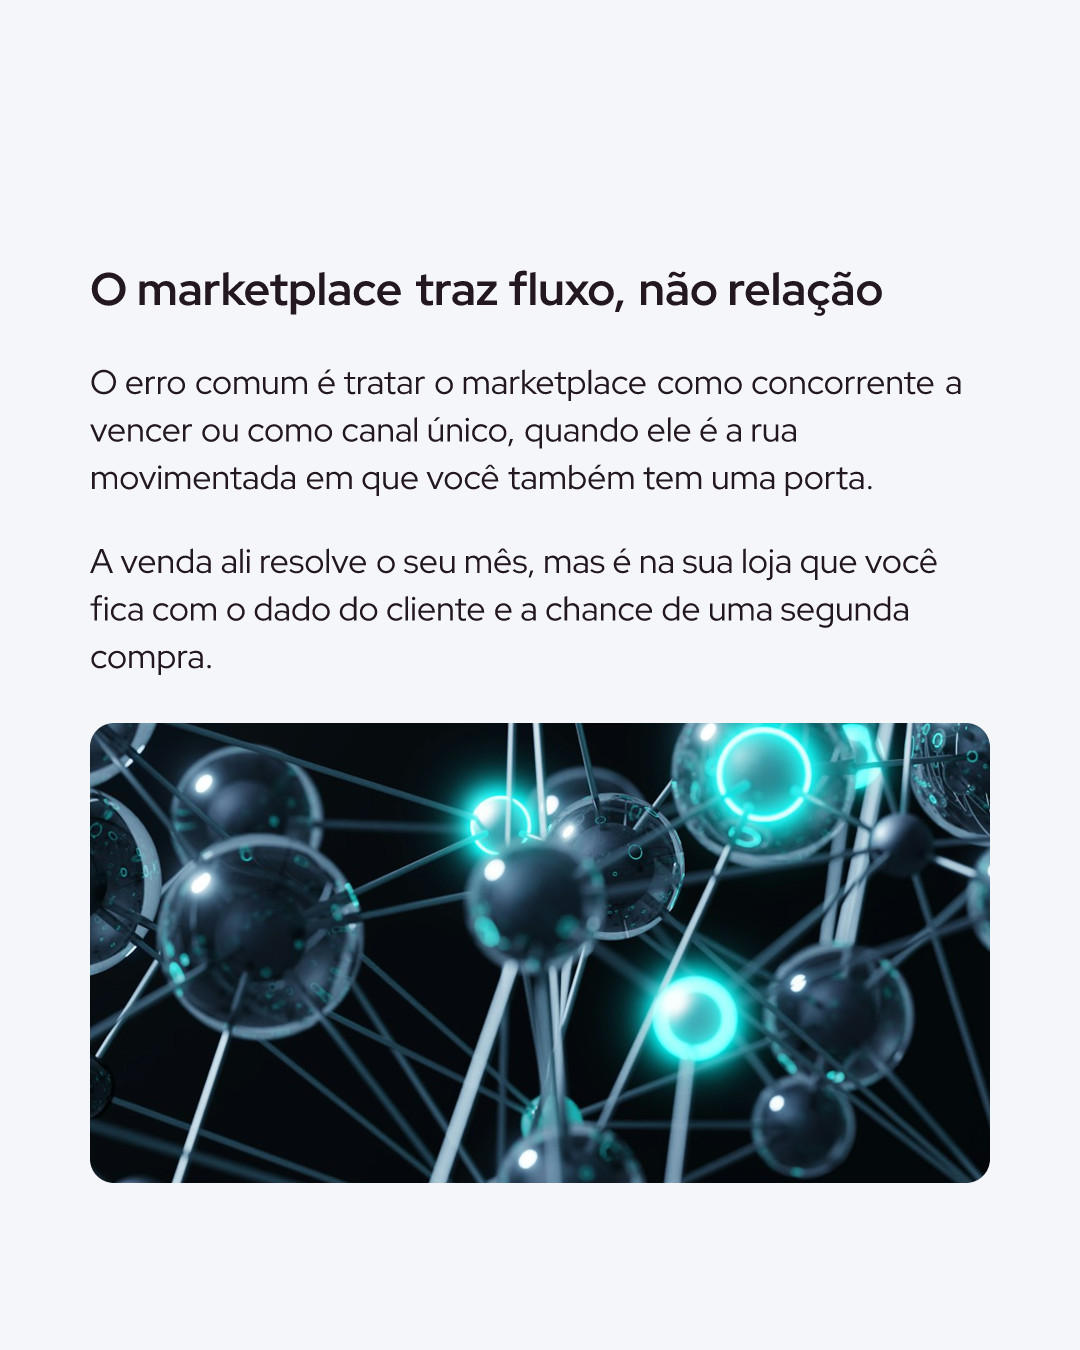 O marketplace traz fluxo, não relação
O erro comum é tratar o marketplace como concorrente a
vencer ou como canal único, quando ele é a rua
movimentada em que você também tem uma porta.
A venda ali resolve o seu mês, mas é na sua loja que você
fica com o dado do cliente e a chance de uma segunda
compra.